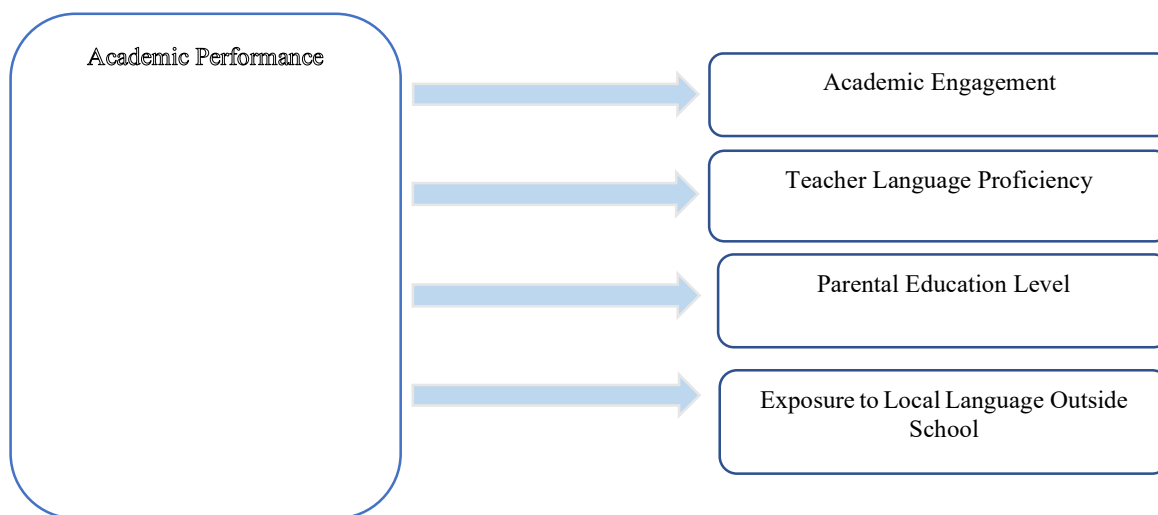 Academic Performance
Academic Engagement
Teacher Language Proficiency
Parental Education Level
Exposure to Local Language Outside
School